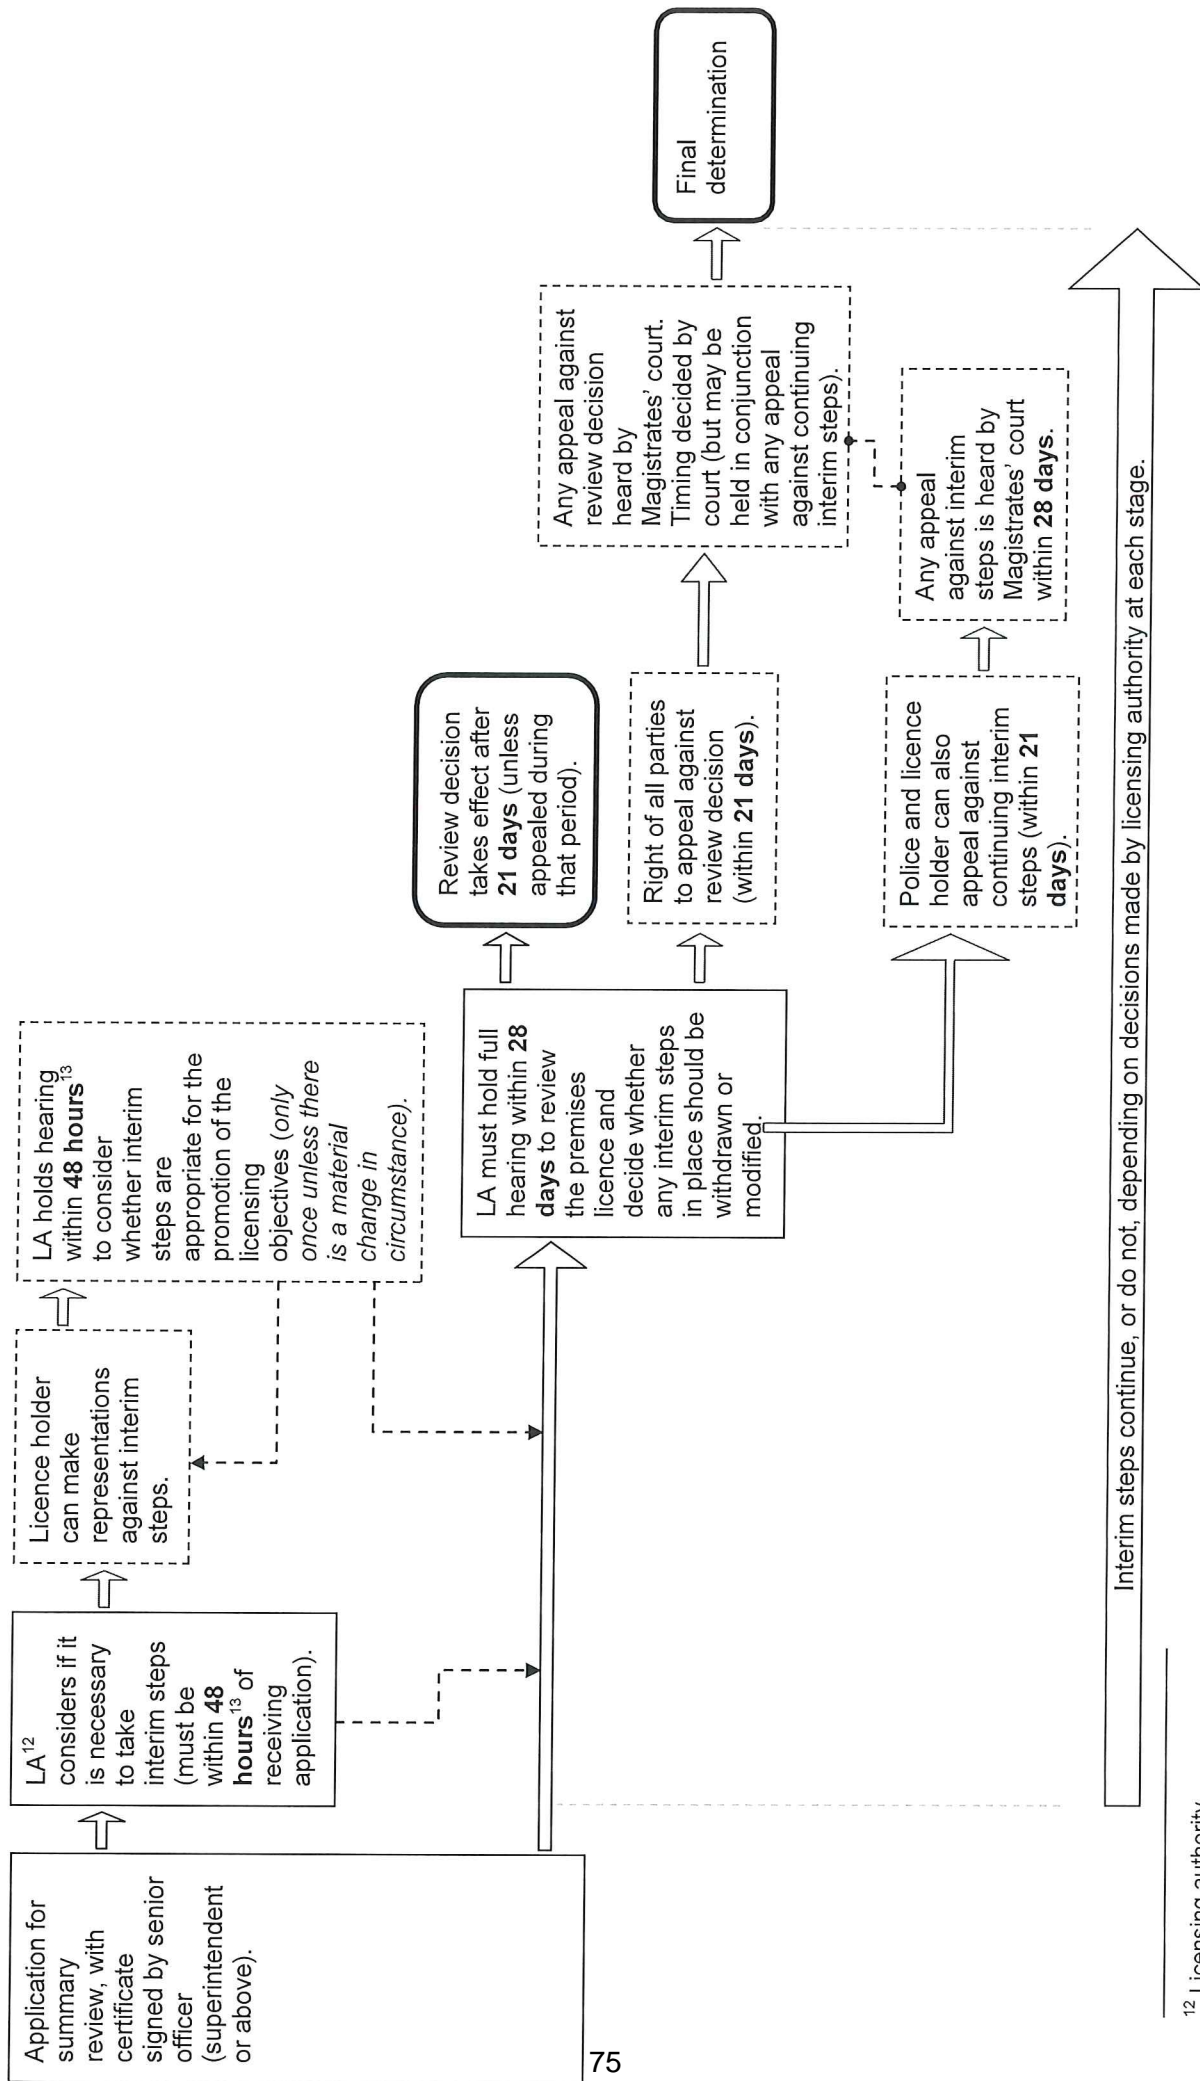 Application for
summary
review, with
certificate
signed by senior
officer
(superintendent
or above).
LA12
considers if it
is necessary
to take
interim steps
(must be
within 48
hours13 of
receiving
application).
Licence holder
can make
representations
against interim
steps.
LA holds hearing
within 48 hours13
to consider
whether interim
steps are
appropriate for the
promotion of the
licensing
objectives (only
once unless there
is a material
change in
circumstance).
LA must hold full
hearing within 28
days to review
the premises
licence and
decide whether
any interim steps
in place should be
withdrawn or
modified.
Review decision
takes effect after
21 days (unless
appealed during
that period).
Right of all parties
to appeal against
review decision
(within 21 days).
Police and licence
holder can also
appeal against
continuing interim
steps (within 21
days).
Any appeal against
review decision
heard by
Magistrates' court.
Timing decided by
court (but may be
held in conjunction
with any appeal
against continuing
interim steps).
Any appeal
against interim
steps is heard by
Magistrates' court
within 28 days.
Final
determination
Interim steps continue, or do not, depending on decisions made by licensing authority at each stage.
12 Licensing authority
75